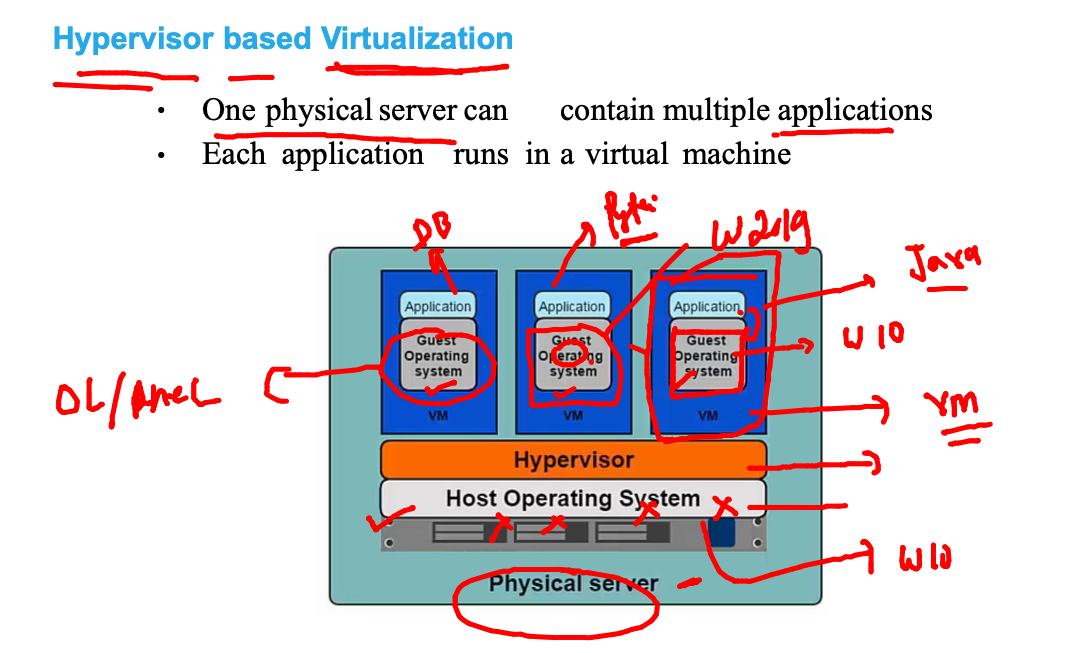 Hypervisor based Virtualization
• One physical server can contain multiple applications
• Each application runs in a virtual machine
DB
W2019
Java
Application Application Application
Guest Operating system
Guest Operating system
Guest Operating system
W10
OL/
VM VM VM
VM
Hypervisor
Host Operating System
W10
Physical server